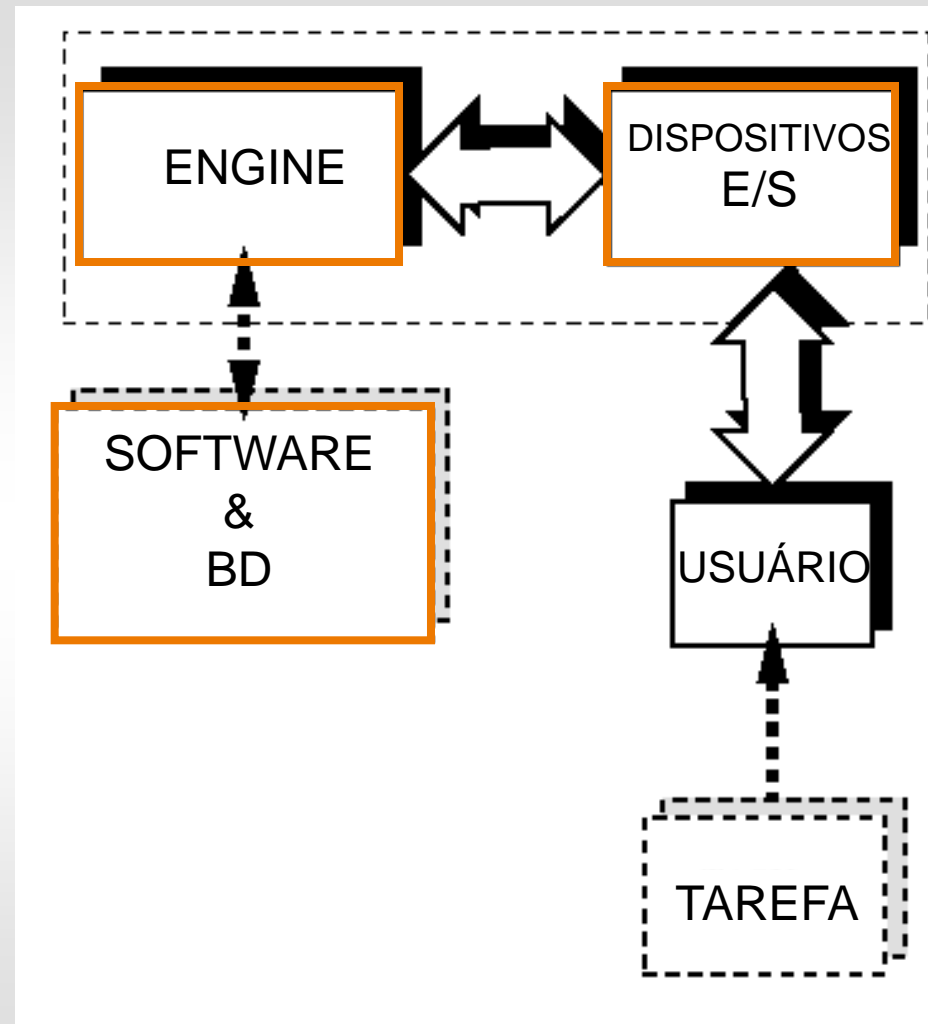 ENGINE
DISPOSITIVOS
E/S
SOFTWARE
&
BD
USUÁRIO
TAREFA